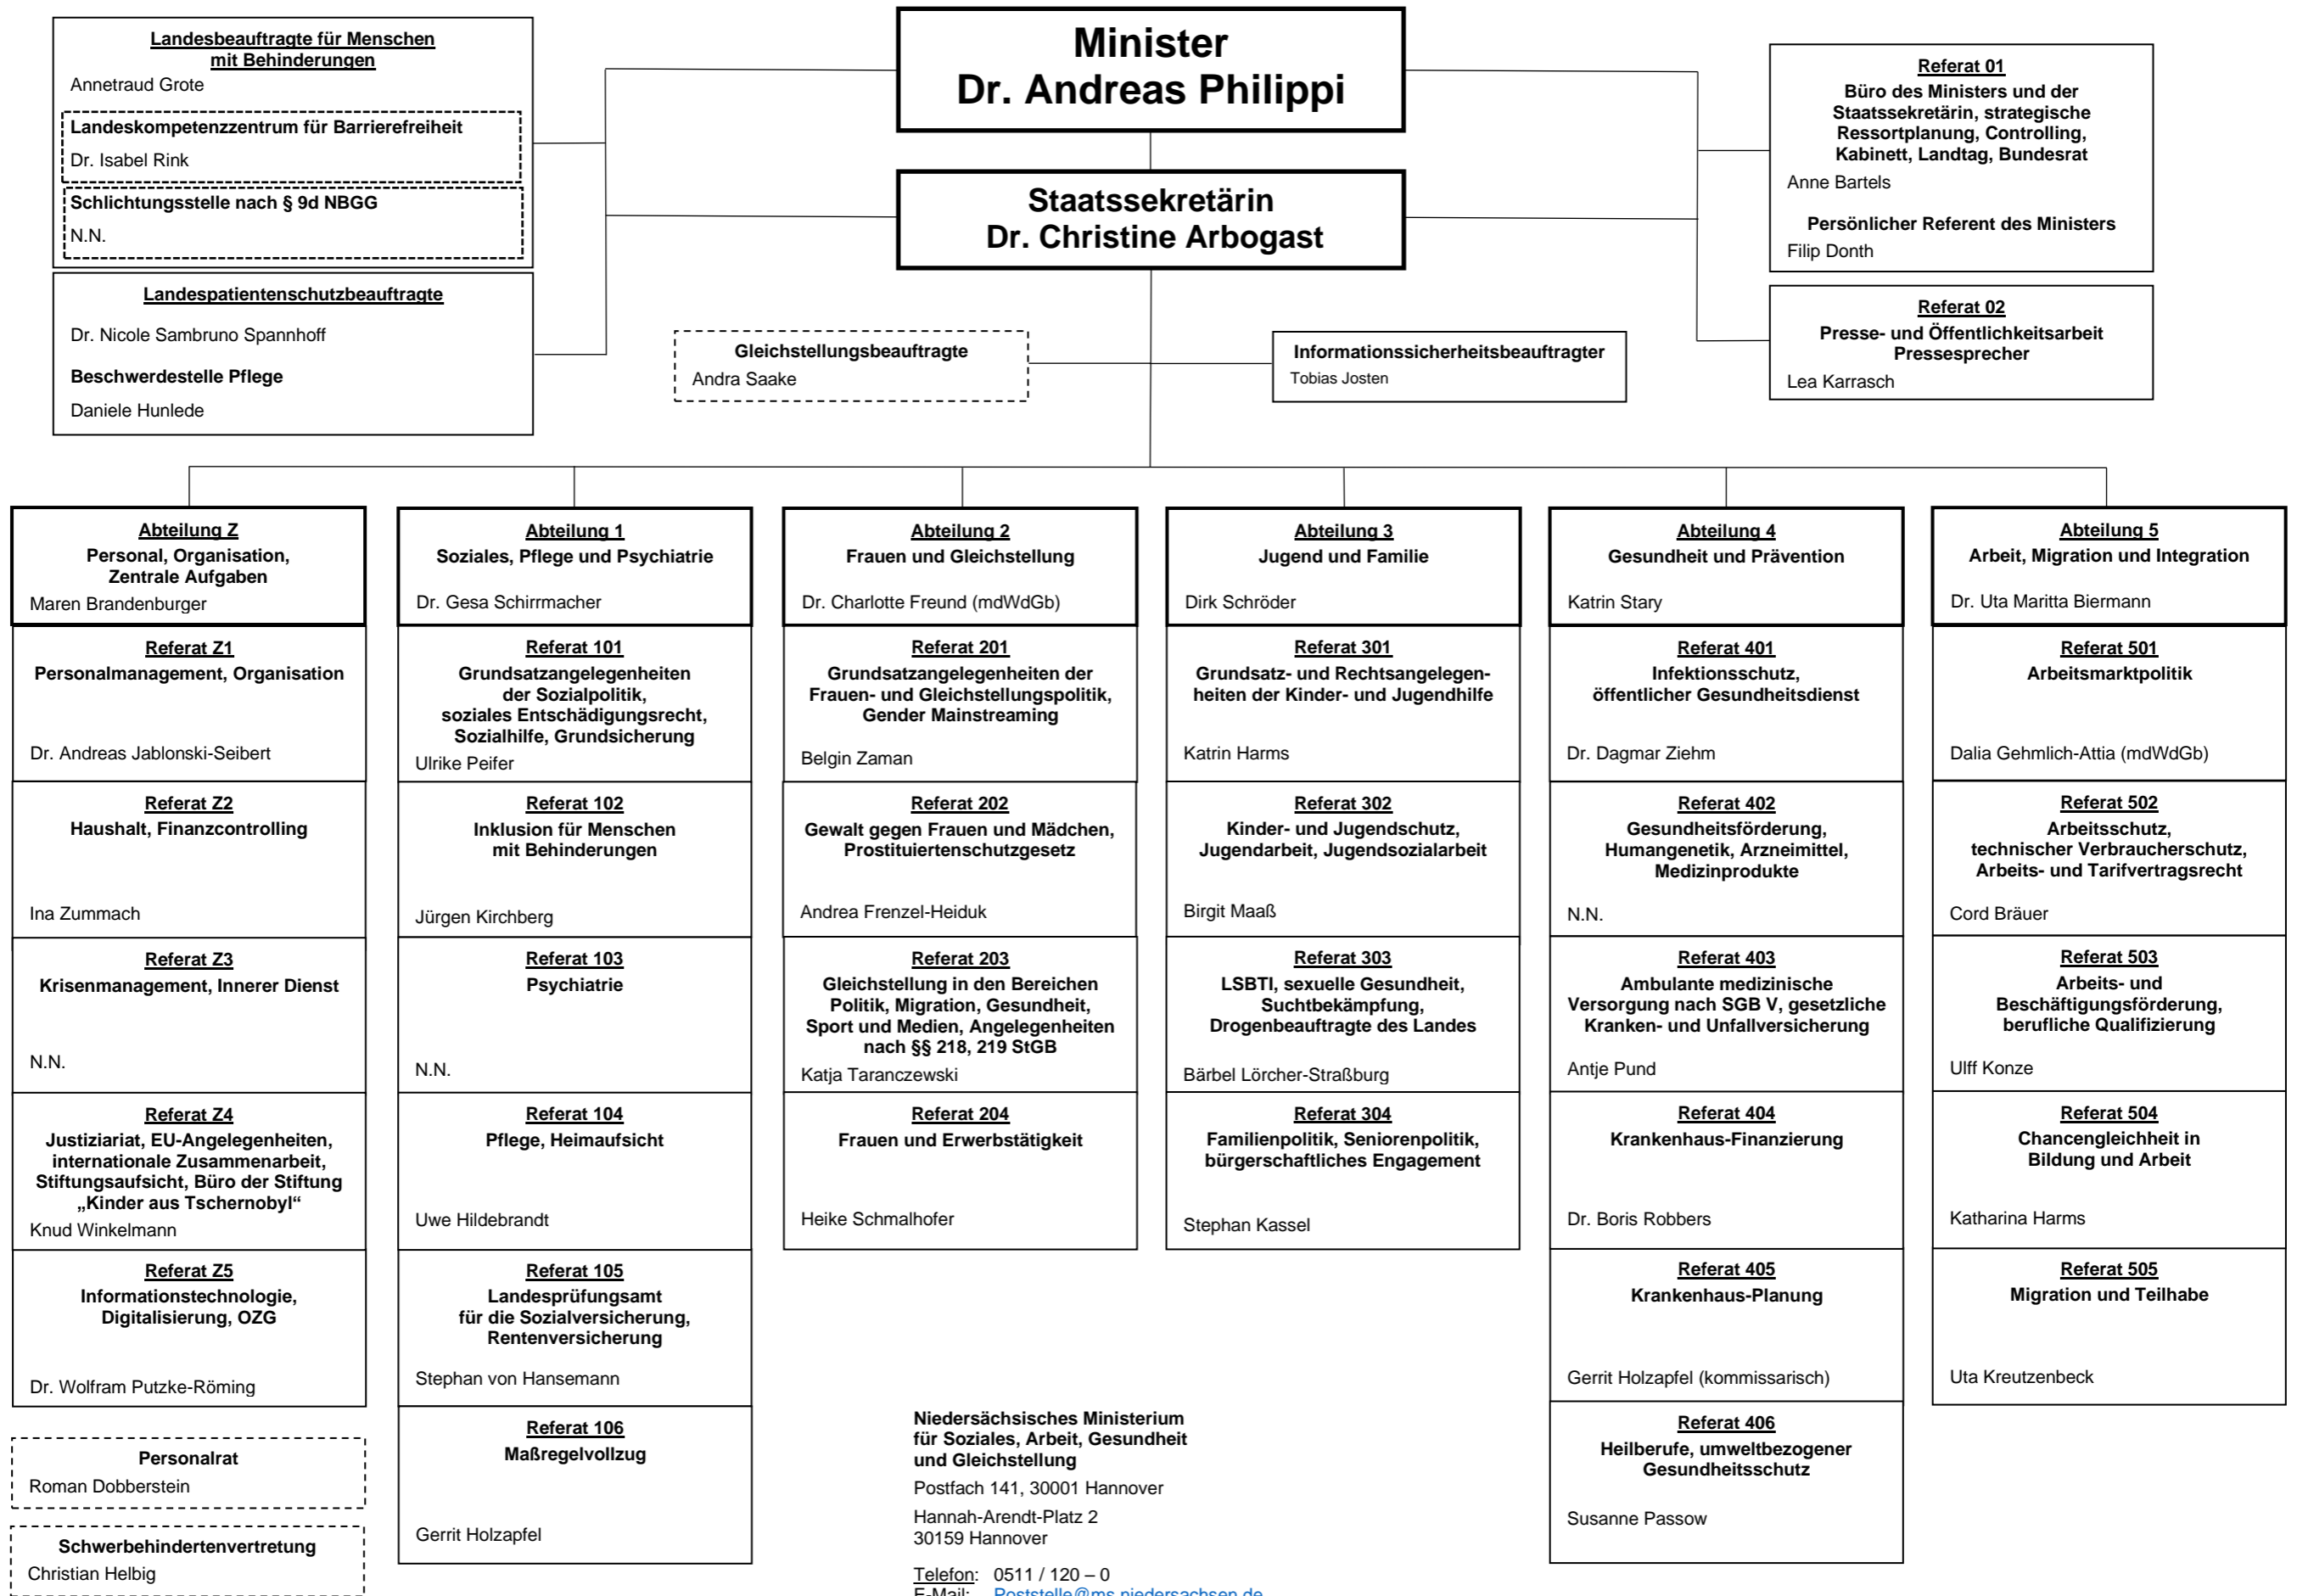 Landesbeauftragte für Menschen
mit Behinderungen
Annetraud Grote
Landeskompetenzzentrum für Barrierefreiheit
Dr. Isabel Rink
Schlichtungsstelle nach § 9d NBGG
N.N.
Landespatientenschutzbeauftragte
Dr. Nicole Sambruno Spannhoff
Beschwerdestelle Pflege
Daniele Hunlede
Minister
Dr. Andreas Philippi
Staatssekretärin
Dr. Christine Arbogast
Gleichstellungsbeauftragte
Andra Saake
Informationssicherheitsbeauftragter
Tobias Josten
Referat 01
Büro des Ministers und der
Staatssekretärin, strategische
Ressortplanung, Controlling,
Kabinett, Landtag, Bundesrat
Anne Bartels
Persönlicher Referent des Ministers
Filip Donth
Referat 02
Presse- und Öffentlichkeitsarbeit
Pressesprecher
Lea Karrasch
Abteilung Z
Personal, Organisation,
Zentrale Aufgaben
Maren Brandenburger
Referat Z1
Personalmanagement, Organisation
Dr. Andreas Jablonski-Seibert
Referat Z2
Haushalt, Finanzcontrolling
Ina Zummach
Referat Z3
Krisenmanagement, Innerer Dienst
N.N.
Referat Z4
Justiziariat, EU-Angelegenheiten,
internationale Zusammenarbeit,
Stiftungsaufsicht, Büro der Stiftung
„Kinder aus Tschernobyl“
Knud Winkelmann
Referat Z5
Informationstechnologie,
Digitalisierung, OZG
Dr. Wolfram Putzke-Röming
Personalrat
Roman Dobberstein
Schwerbehindertenvertretung
Christian Helbig
Abteilung 1
Soziales, Pflege und Psychiatrie
Dr. Gesa Schirrmacher
Referat 101
Grundsatzangelegenheiten
der Sozialpolitik,
soziales Entschädigungsrecht,
Sozialhilfe, Grundsicherung
Ulrike Peifer
Referat 102
Inklusion für Menschen
mit Behinderungen
Jürgen Kirchberg
Referat 103
Psychiatrie
N.N.
Referat 104
Pflege, Heimaufsicht
Uwe Hildebrandt
Referat 105
Landesprüfungsamt
für die Sozialversicherung,
Rentenversicherung
Stephan von Hansemann
Referat 106
Maßregelvollzug
Gerrit Holzapfel
Abteilung 2
Frauen und Gleichstellung
Dr. Charlotte Freund (mdWdGb)
Referat 201
Grundsatzangelegenheiten der
Frauen- und Gleichstellungspolitik,
Gender Mainstreaming
Belgin Zaman
Referat 202
Gewalt gegen Frauen und Mädchen,
Prostituiertenschutzgesetz
Andrea Frenzel-Heiduk
Referat 203
Gleichstellung in den Bereichen
Politik, Migration, Gesundheit,
Sport und Medien, Angelegenheiten
nach §§ 218, 219 StGB
Katja Taranczewski
Referat 204
Frauen und Erwerbstätigkeit
Heike Schmalhofer
Abteilung 3
Jugend und Familie
Dirk Schröder
Referat 301
Grundsatz- und Rechtsangelegen-
heiten der Kinder- und Jugendhilfe
Katrin Harms
Referat 302
Kinder- und Jugendschutz,
Jugendarbeit, Jugendsozialarbeit
Birgit Maaß
Referat 303
LSBTI, sexuelle Gesundheit,
Suchtbekämpfung,
Drogenbeauftragte des Landes
Bärbel Lörcher-Straßburg
Referat 304
Familienpolitik, Seniorenpolitik,
bürgerschaftliches Engagement
Stephan Kassel
Abteilung 4
Gesundheit und Prävention
Katrin Stary
Referat 401
Infektionsschutz,
öffentlicher Gesundheitsdienst
Dr. Dagmar Ziehm
Referat 402
Gesundheitsförderung,
Humangenetik, Arzneimittel,
Medizinprodukte
N.N.
Referat 403
Ambulante medizinische
Versorgung nach SGB V, gesetzliche
Kranken- und Unfallversicherung
Antje Pund
Referat 404
Krankenhaus-Finanzierung
Dr. Boris Robbers
Referat 405
Krankenhaus-Planung
Gerrit Holzapfel (kommissarisch)
Referat 406
Heilberufe, umweltbezogener
Gesundheitsschutz
Susanne Passow
Abteilung 5
Arbeit, Migration und Integration
Dr. Uta Maritta Biermann
Referat 501
Arbeitsmarktpolitik
Dalia Gehmlich-Attia (mdWdGb)
Referat 502
Arbeitsschutz,
technischer Verbraucherschutz,
Arbeits- und Tarifvertragsrecht
Cord Bräuer
Referat 503
Arbeits- und
Beschäftigungsförderung,
berufliche Qualifizierung
Ulff Konze
Referat 504
Chancengleichheit in
Bildung und Arbeit
Katharina Harms
Referat 505
Migration und Teilhabe
Uta Kreutzenbeck
Niedersächsisches Ministerium
für Soziales, Arbeit, Gesundheit
und Gleichstellung
Postfach 141, 30001 Hannover
Hannah-Arendt-Platz 2
30159 Hannover
Telefon: 0511 / 120 – 0
E-Mail: Poststelle@ms.niedersachsen.de